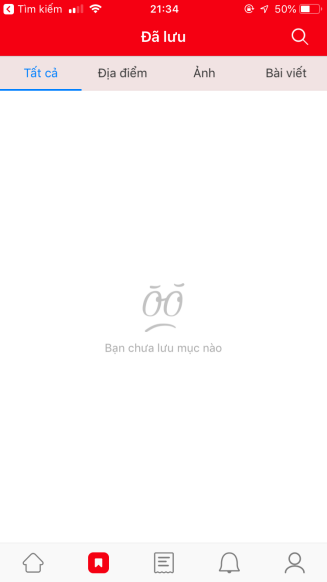 Tìm kiếm 21:34 50%
Đã lưu
Tất cả Địa điểm Ảnh Bài viết
Bạn chưa lưu mục nào